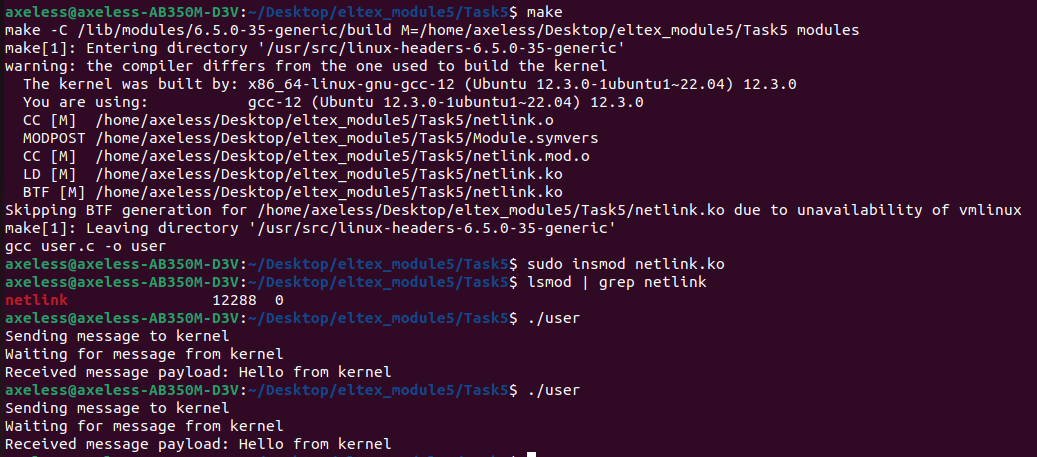 axeless@axeless-AB350M-D3V:~/Desktop/eltex_module5/Task5$ make
make -C /lib/modules/6.5.0-35-generic/build M=/home/axeless/Desktop/eltex_module5/Task5 modules
make[1]: Entering directory '/usr/src/linux-headers-6.5.0-35-generic'
warning: the compiler differs from the one used to build the kernel
  The kernel was built by: x86_64-linux-gnu-gcc-12 (Ubuntu 12.3.0-1ubuntu1~22.04) 12.3.0
  You are using:           gcc-12 (Ubuntu 12.3.0-1ubuntu1~22.04) 12.3.0
  CC [M]  /home/axeless/Desktop/eltex_module5/Task5/netlink.o
  MODPOST /home/axeless/Desktop/eltex_module5/Task5/Module.symvers
  CC [M]  /home/axeless/Desktop/eltex_module5/Task5/netlink.mod.o
  LD [M]  /home/axeless/Desktop/eltex_module5/Task5/netlink.ko
  BTF [M] /home/axeless/Desktop/eltex_module5/Task5/netlink.ko
Skipping BTF generation for /home/axeless/Desktop/eltex_module5/Task5/netlink.ko due to unavailability of vmlinux
make[1]: Leaving directory '/usr/src/linux-headers-6.5.0-35-generic'
gcc user.c -o user
axeless@axeless-AB350M-D3V:~/Desktop/eltex_module5/Task5$ sudo insmod netlink.ko
axeless@axeless-AB350M-D3V:~/Desktop/eltex_module5/Task5$ lsmod | grep netlink
netlink                12288  0
axeless@axeless-AB350M-D3V:~/Desktop/eltex_module5/Task5$ ./user
Sending message to kernel
Waiting for message from kernel
Received message payload: Hello from kernel
axeless@axeless-AB350M-D3V:~/Desktop/eltex_module5/Task5$ ./user
Sending message to kernel
Waiting for message from kernel
Received message payload: Hello from kernel